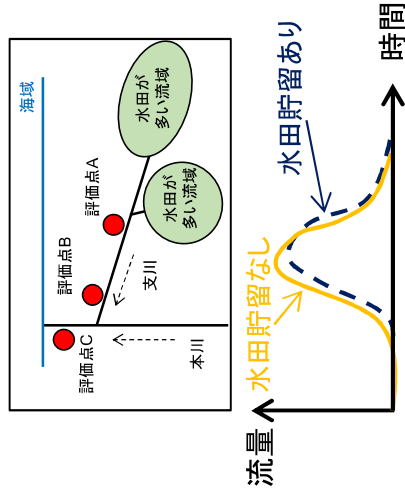 海域
水田が
多い流域
水田が
多い流域
評価点A
評価点B
評価点C
支川
本川
水田貯留あり
水田貯留なし
流量
時間